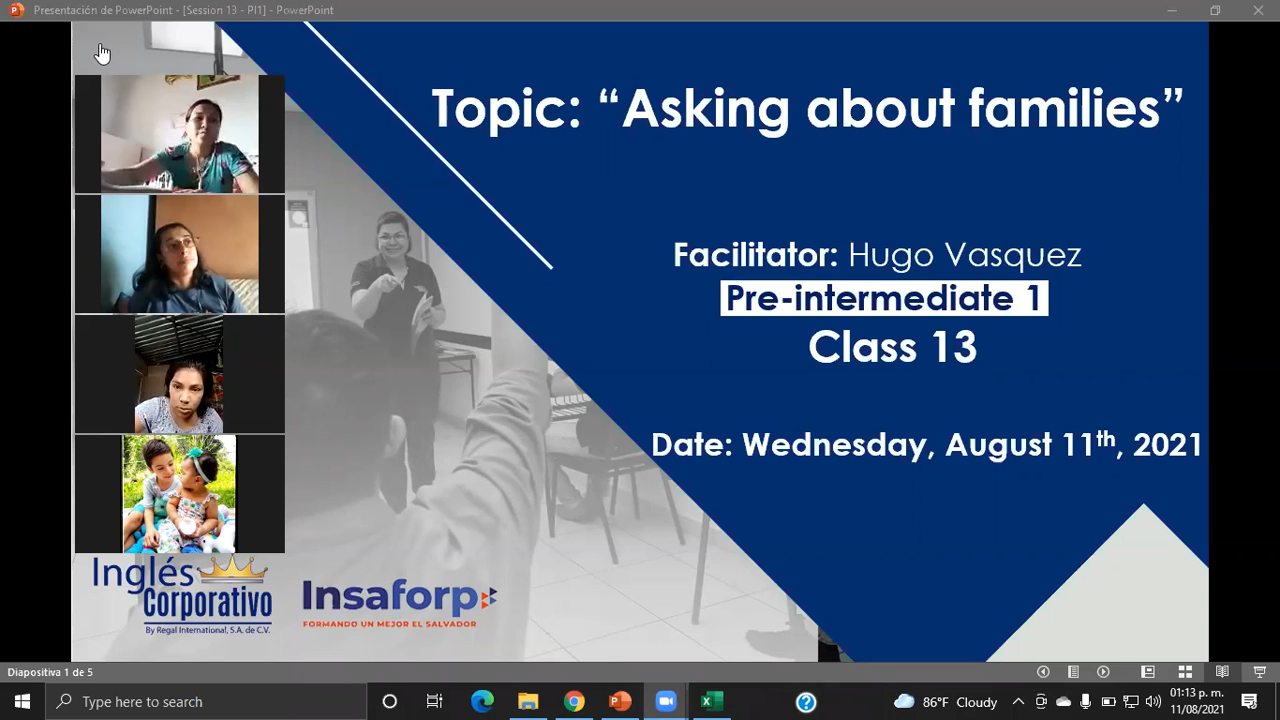 Presentación de PowerPoint - [Session 13 - PI1] - PowerPoint
Topic: “Asking about families”
Facilitator: Hugo Vasquez
Pre-intermediate 1
Class 13
Date: Wednesday, August 11th, 2021
Inglés
Corporativo
By Regal International, S.A. de C.V.
Insaforp
FORMANDO UN MEJOR EL SALVADOR
Diapositiva 1 de 5
Type here to search
86°F Cloudy
01:13 p. m.
11/08/2021